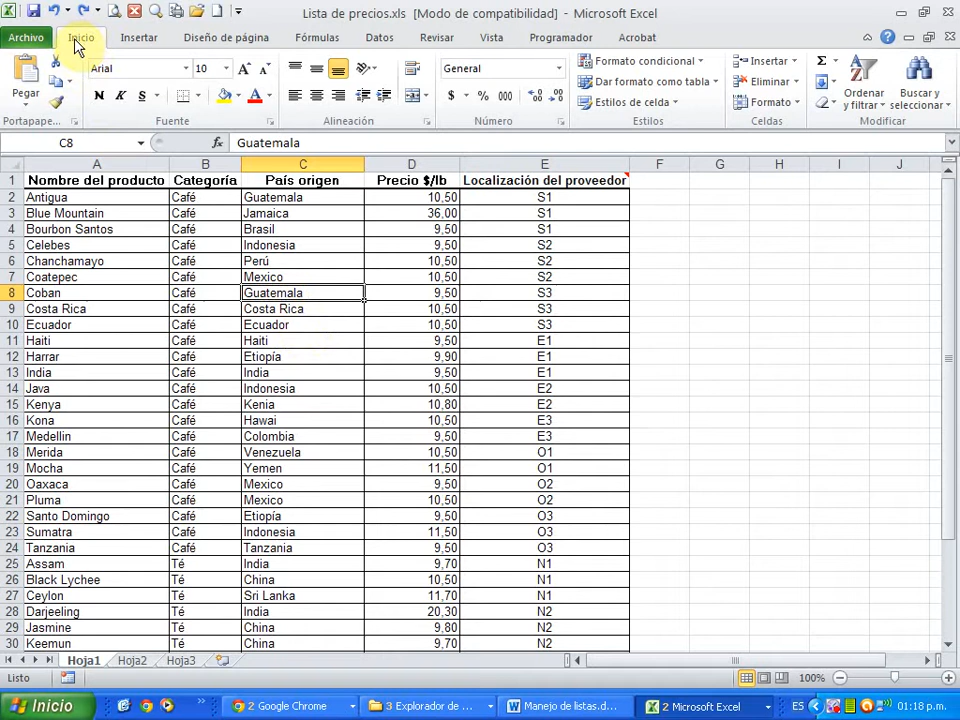 Lista de precios.xls [Modo de compatibilidad] - Microsoft Excel
Archivo Inicio Insertar Diseño de página Fórmulas Datos Revisar Vista Programador Acrobat
Pegar
Arial 10
N K S
General
$ % 000
Formato condicional
Dar formato como tabla
Estilos de celda
Insertar
Eliminar
Formato
Ordenar y filtrar
Buscar y seleccionar
Portapape... Fuente Alineación Número Estilos Celdas Modificar
C8 fx Guatemala
A B C D E F G H I J
1 Nombre del producto Categoría País origen Precio $/lb Localización del proveedor
2 Antigua Café Guatemala 10,50 S1
3 Blue Mountain Café Jamaica 36,00 S1
4 Bourbon Santos Café Brasil 9,50 S1
5 Celebes Café Indonesia 9,50 S2
6 Chanchamayo Café Perú 10,50 S2
7 Coatepec Café Mexico 10,50 S2
8 Coban Café Guatemala 9,50 S3
9 Costa Rica Café Costa Rica 10,50 S3
10 Ecuador Café Ecuador 10,50 S3
11 Haiti Café Haiti 9,50 E1
12 Harrar Café Etiopía 9,90 E1
13 India Café India 9,50 E1
14 Java Café Indonesia 10,50 E2
15 Kenya Café Kenia 10,80 E2
16 Kona Café Hawai 10,50 E3
17 Medellin Café Colombia 9,50 E3
18 Merida Café Venezuela 10,50 O1
19 Mocha Café Yemen 11,50 O1
20 Oaxaca Café Mexico 9,50 O2
21 Pluma Café Mexico 10,50 O2
22 Santo Domingo Café Etiopía 9,50 O3
23 Sumatra Café Indonesia 11,50 O3
24 Tanzania Café Tanzania 9,50 O3
25 Assam Té India 9,70 N1
26 Black Lychee Té China 10,50 N1
27 Ceylon Té Sri Lanka 11,70 N1
28 Darjeeling Té India 20,30 N2
29 Jasmine Té China 9,80 N2
30 Keemun Té China 9,70 N2
Hoja1 Hoja2 Hoja3
Listo 100%
Inicio 2 Google Chrome 3 Explorador de ... Manejo de listas.d... 2 Microsoft Excel ES 01:18 p.m.